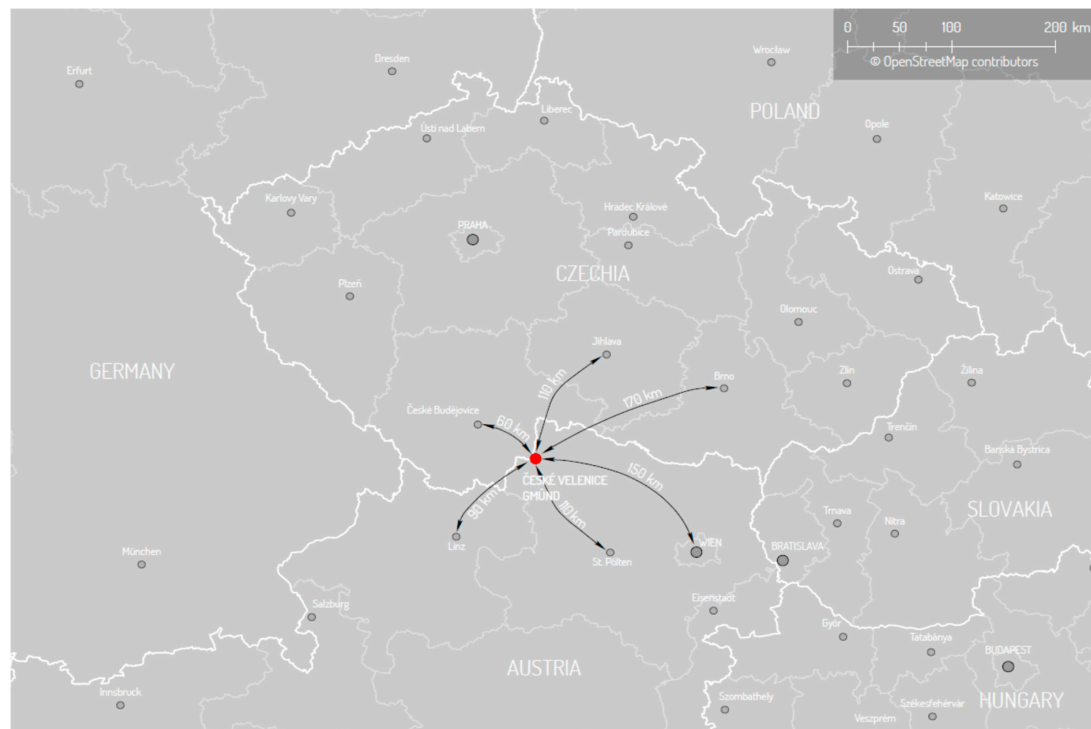 0 50 100 200 km
© OpenStreetMap contributors
Wrocław
Dresden
Erfurt
POLAND
Liberec
Ústí nad Labem
Opole
Karlovy Vary
Katowice
Hradec Králové
PRAHA
Pardubice
CZECHIA
Ostrava
Plzeň
Olomouc
Jihlava
GERMANY
110 km
Brno
Zlín
Žilina
170 km
České Budějovice
60 km
Trenčín
Banská Bystrica
150 km
ČESKÉ VELENICE
GMÜND
90 km
110 km
SLOVAKIA
Trnava
Nitra
Linz
WIEN
BRATISLAVA
München
St. Pölten
Salzburg
Eisenstadt
Győr
Tatabánya
BUDAPEST
AUSTRIA
Innsbruck
Szombathely
Székesfehérvár
HUNGARY
Veszprém